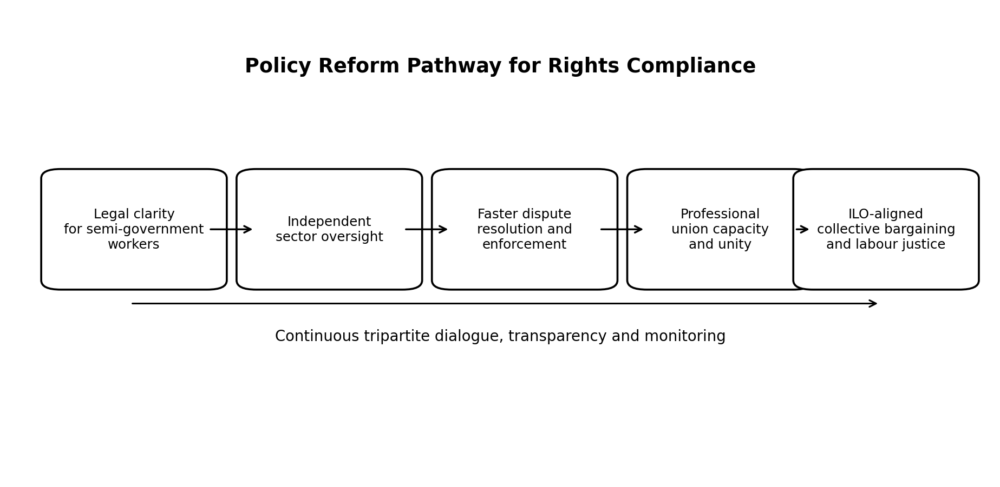 Policy Reform Pathway for Rights Compliance
Legal clarity
for semi-government
workers
Independent
sector oversight
Faster dispute
resolution and
enforcement
Professional
union capacity
and unity
ILO-aligned
collective bargaining
and labour justice
Continuous tripartite dialogue, transparency and monitoring